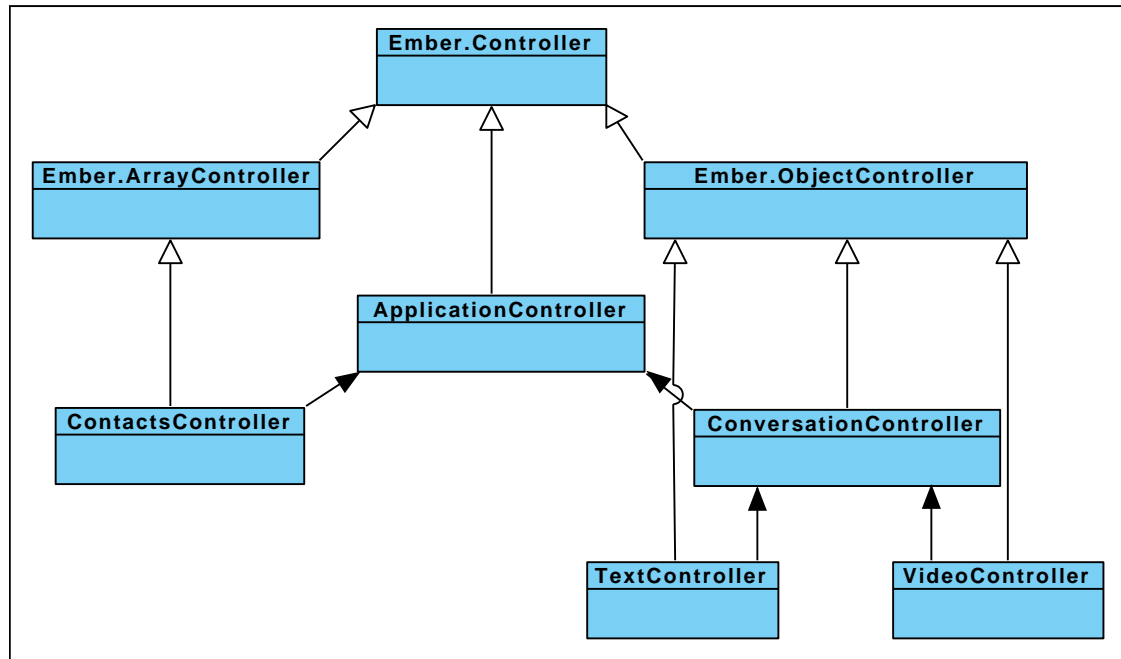 Ember.Controller
Ember.ArrayController
Ember.ObjectController
ApplicationController
ContactsController
ConversationController
TextController
VideoController